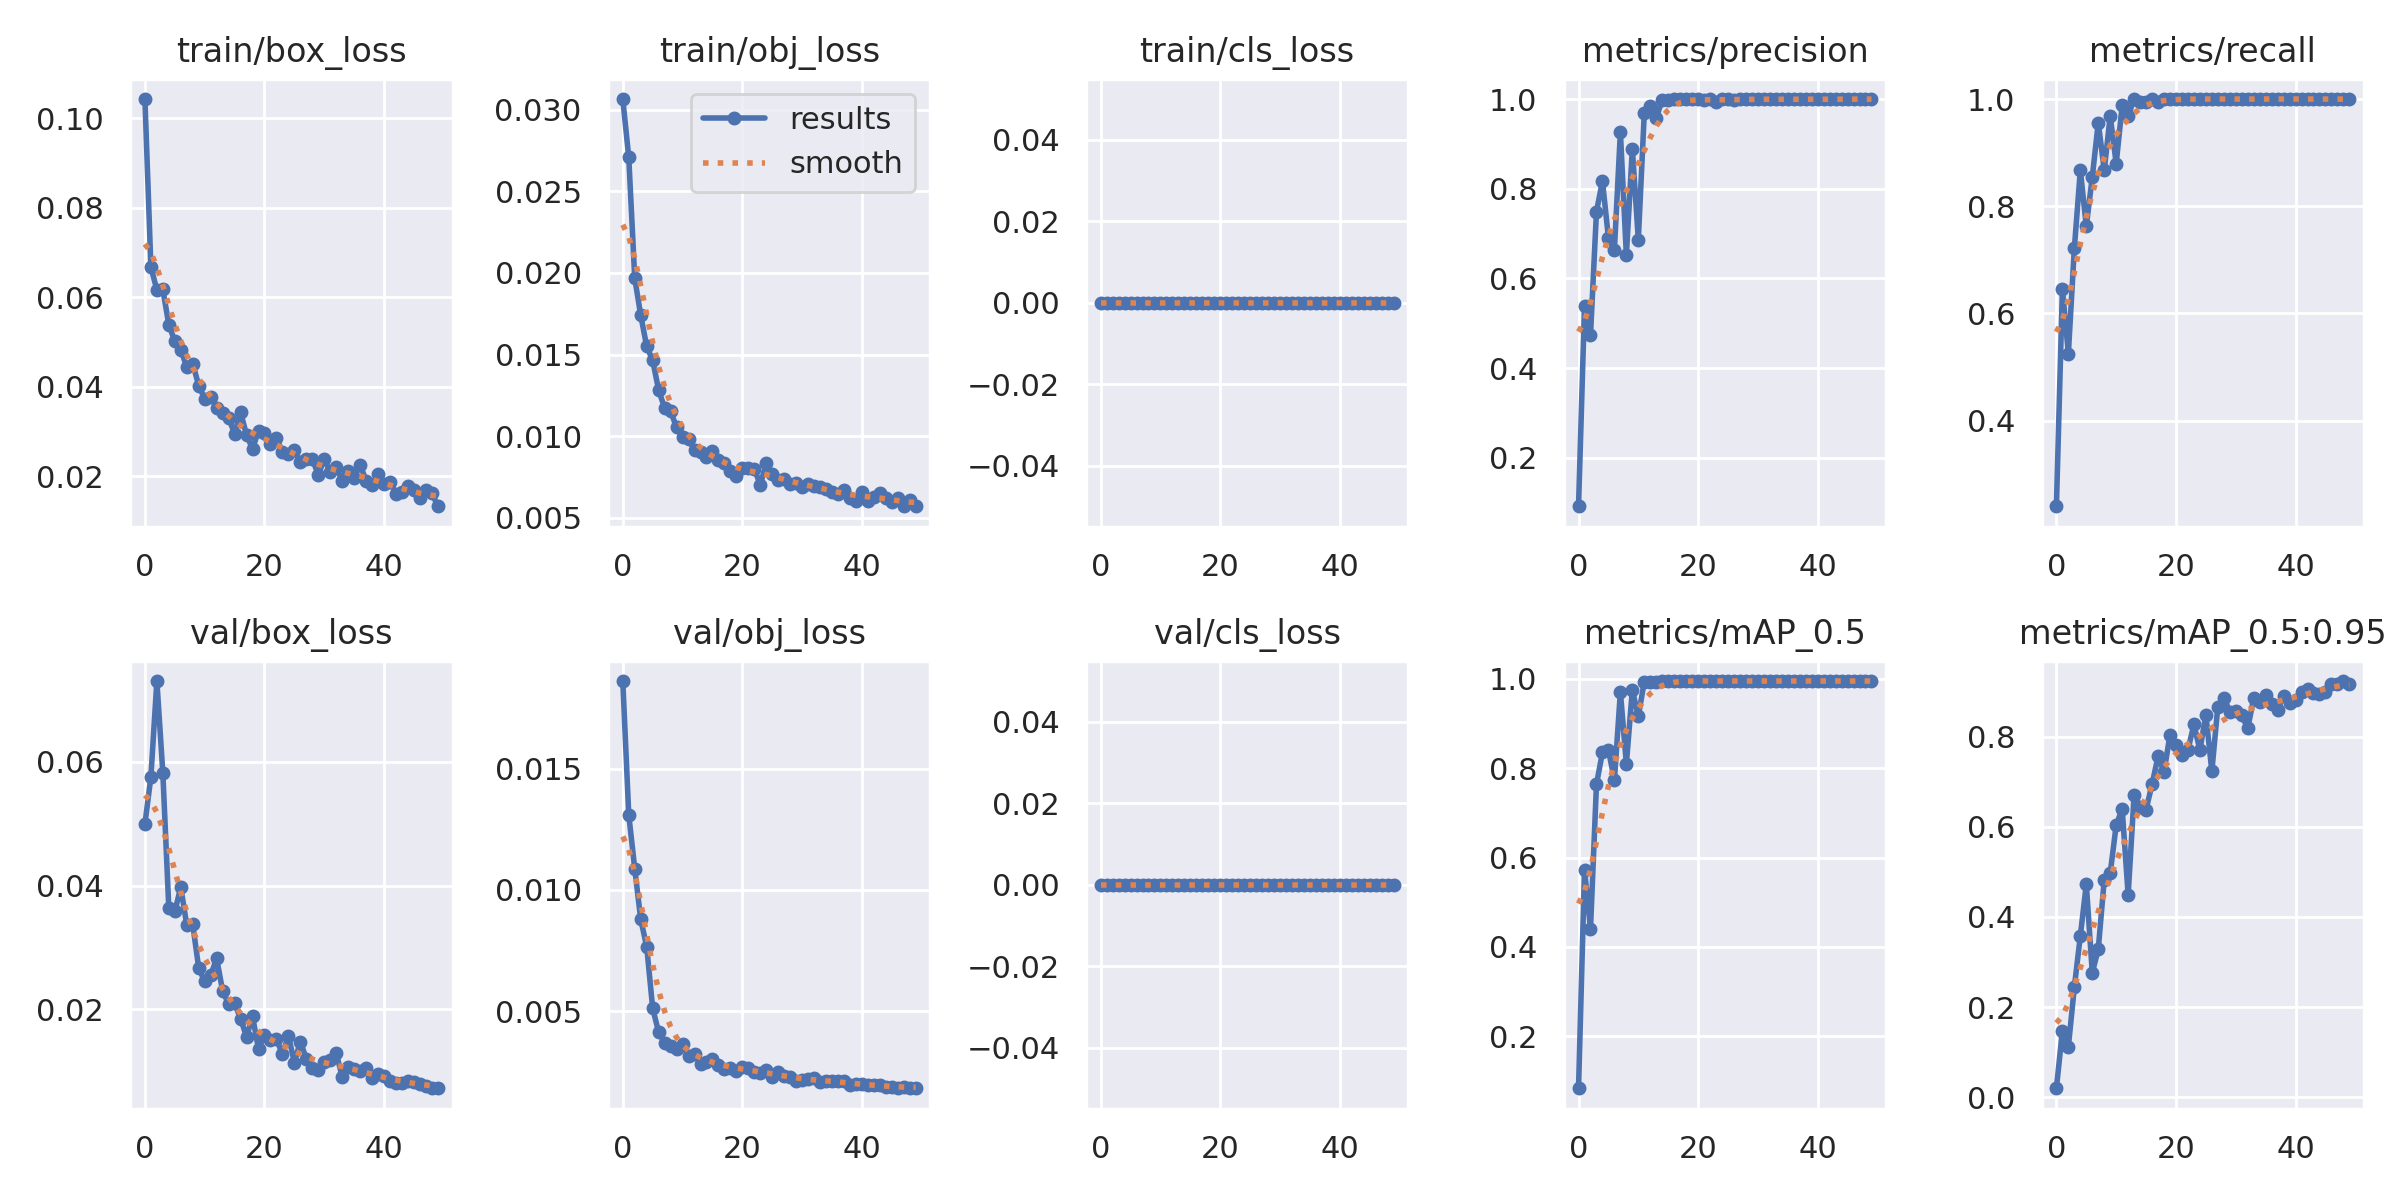 train/box_loss
0.10
0.08
0.06
0.04
0.02
0 20 40
train/obj_loss
results
smooth
0.030
0.025
0.020
0.015
0.010
0.005
0 20 40
train/cls_loss
0.04
0.02
0.00
−0.02
−0.04
0 20 40
metrics/precision
1.0
0.8
0.6
0.4
0.2
0 20 40
metrics/recall
1.0
0.8
0.6
0.4
0 20 40
val/box_loss
0.06
0.04
0.02
0 20 40
val/obj_loss
0.015
0.010
0.005
0 20 40
val/cls_loss
0.04
0.02
0.00
−0.02
−0.04
0 20 40
metrics/mAP_0.5
1.0
0.8
0.6
0.4
0.2
0 20 40
metrics/mAP_0.5:0.95
0.8
0.6
0.4
0.2
0.0
0 20 40